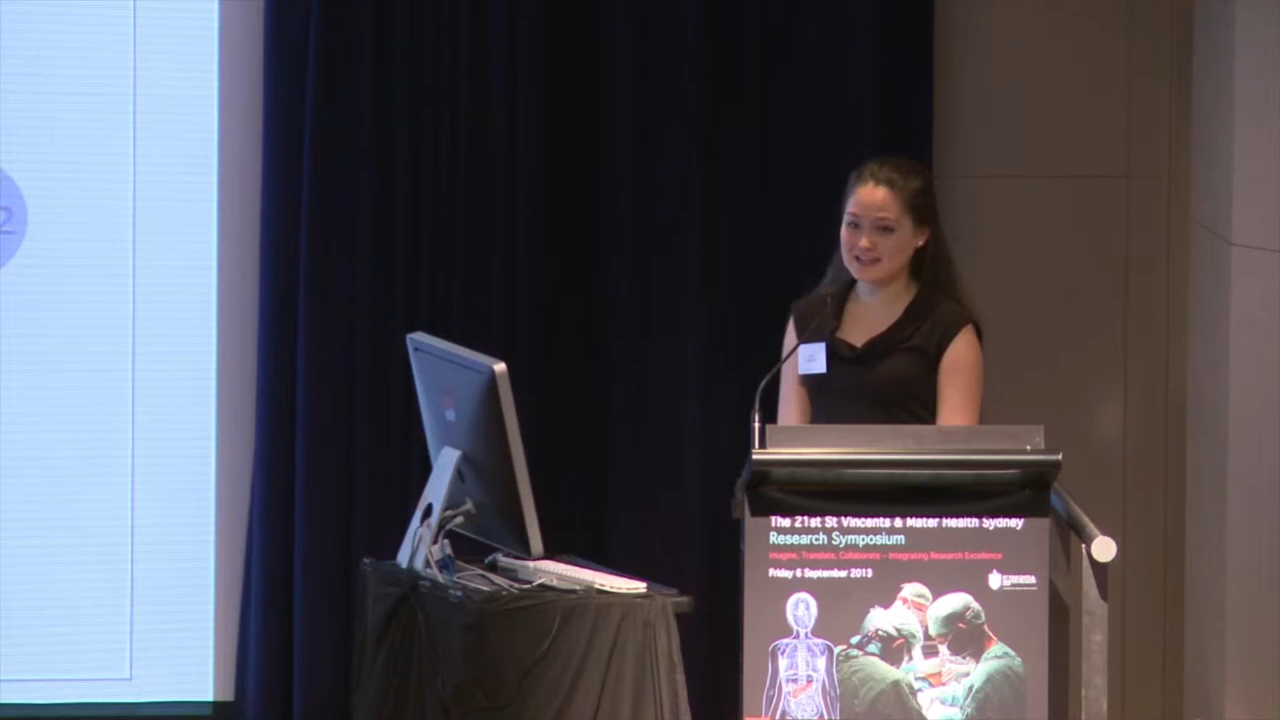 2
The 21st St Vincents & Mater Health Sydney
Research Symposium
Imagine, Translate, Collaborate – Integrating Research Excellence
Friday 6 September 2013